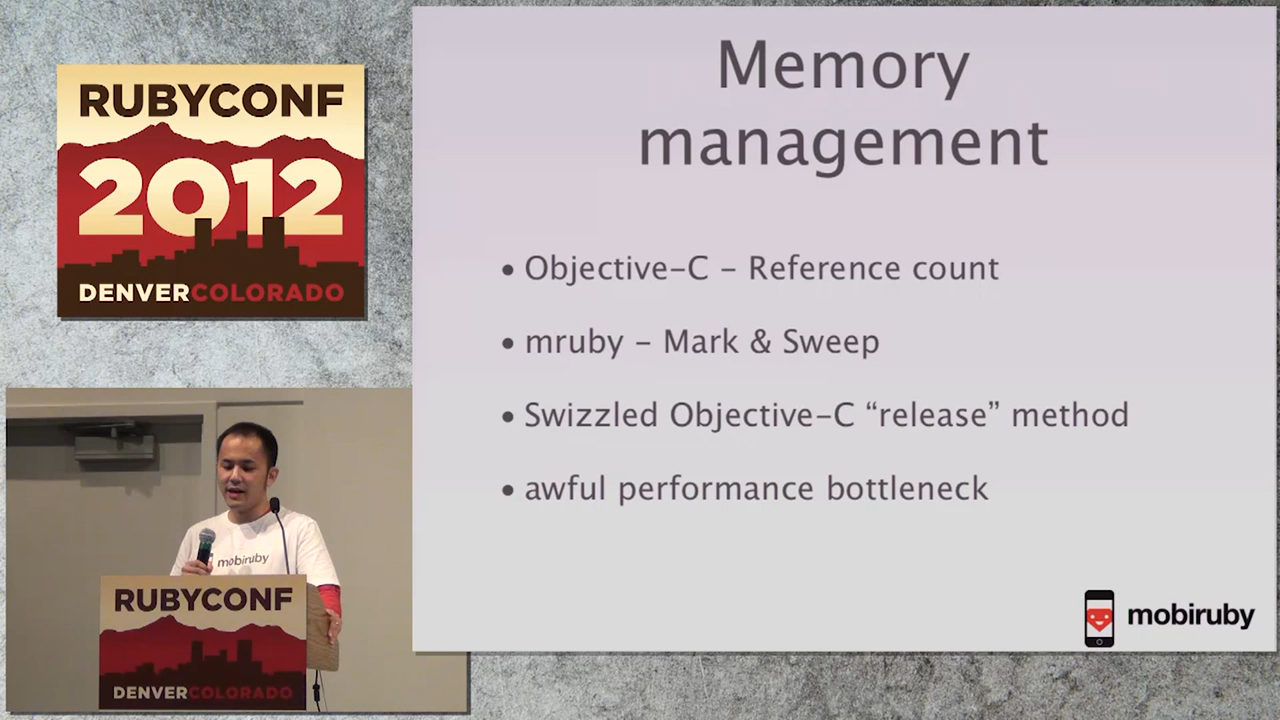 RUBYCONF
2012
DENVERCOLORADO
Memory
management
• Objective-C - Reference count
• mruby - Mark & Sweep
• Swizzled Objective-C “release” method
• awful performance bottleneck
mobiruby
mobiruby
RUBYCONF
DENVERCOLORADO